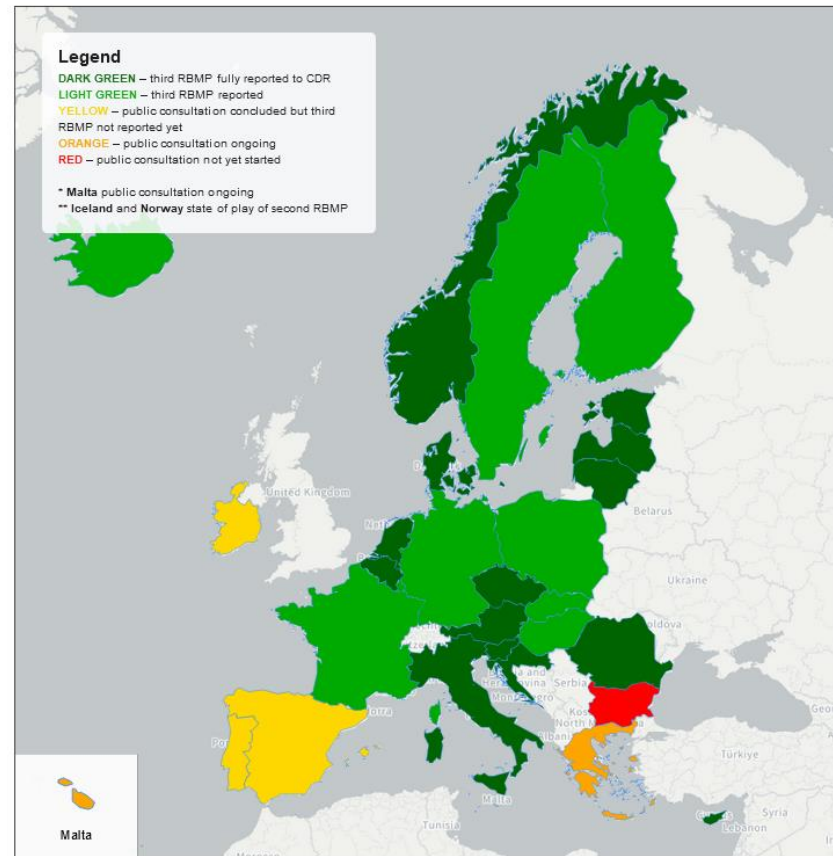 Legend
DARK GREEN – third RBMP fully reported to CDR
LIGHT GREEN – third RBMP reported
YELLOW – public consultation concluded but third
RBMP not reported yet
ORANGE – public consultation ongoing
RED – public consultation not yet started
* Malta public consultation ongoing
** Iceland and Norway state of play of second RBMP
United Kingdom
Belarus
Ukraine
Serbia
North M
Türkiye
Syria
Lebanon
Malta
Tunisia
Malta